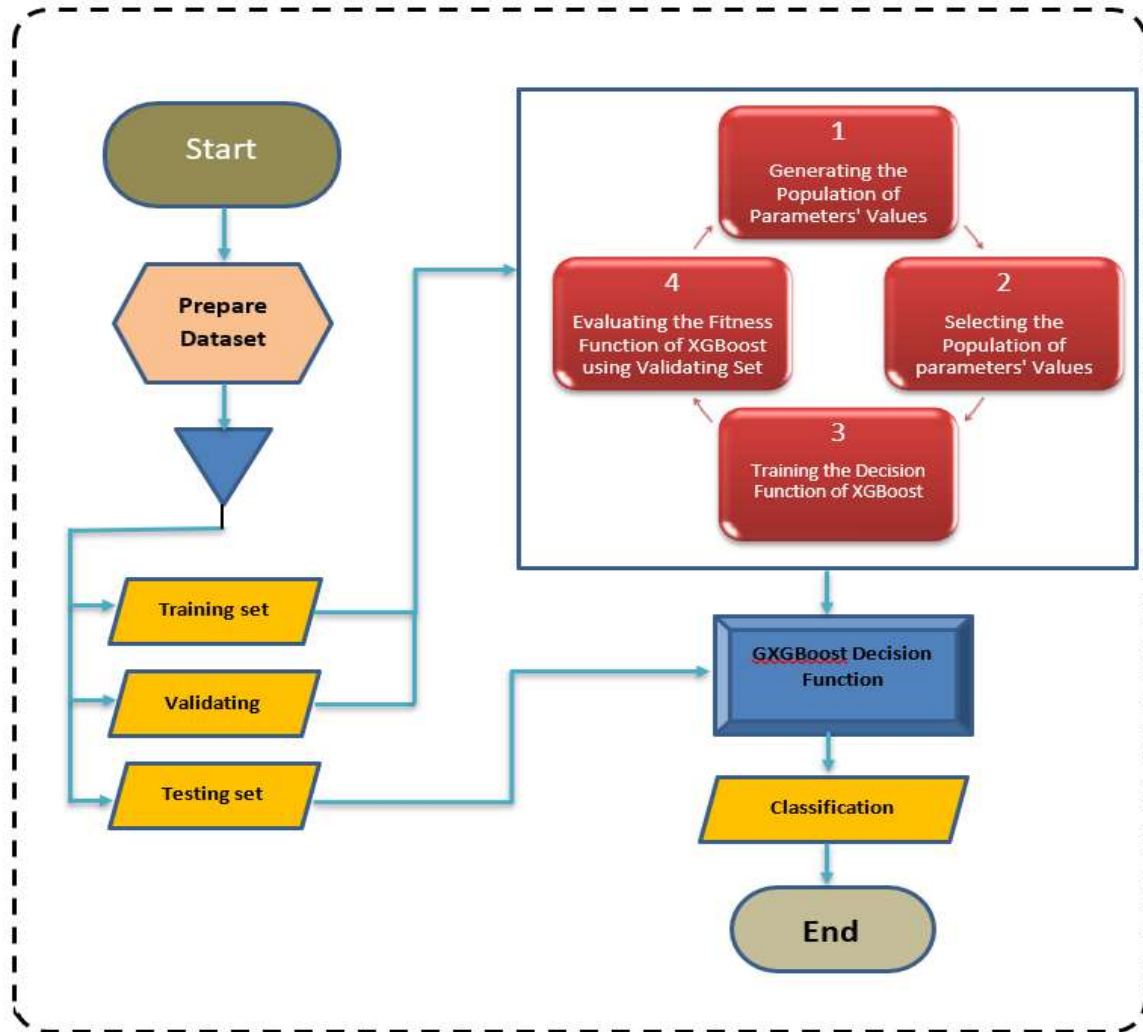 Start
Prepare
Dataset
Training set
Validating
Testing set
1
Generating the
Population of
Parameters' Values
2
Selecting the
Population of
parameters' Values
3
Training the Decision
Function of XGBoost
4
Evaluating the Fitness
Function of XGBoost
using Validating Set
GXGBoost Decision
Function
Classification
End